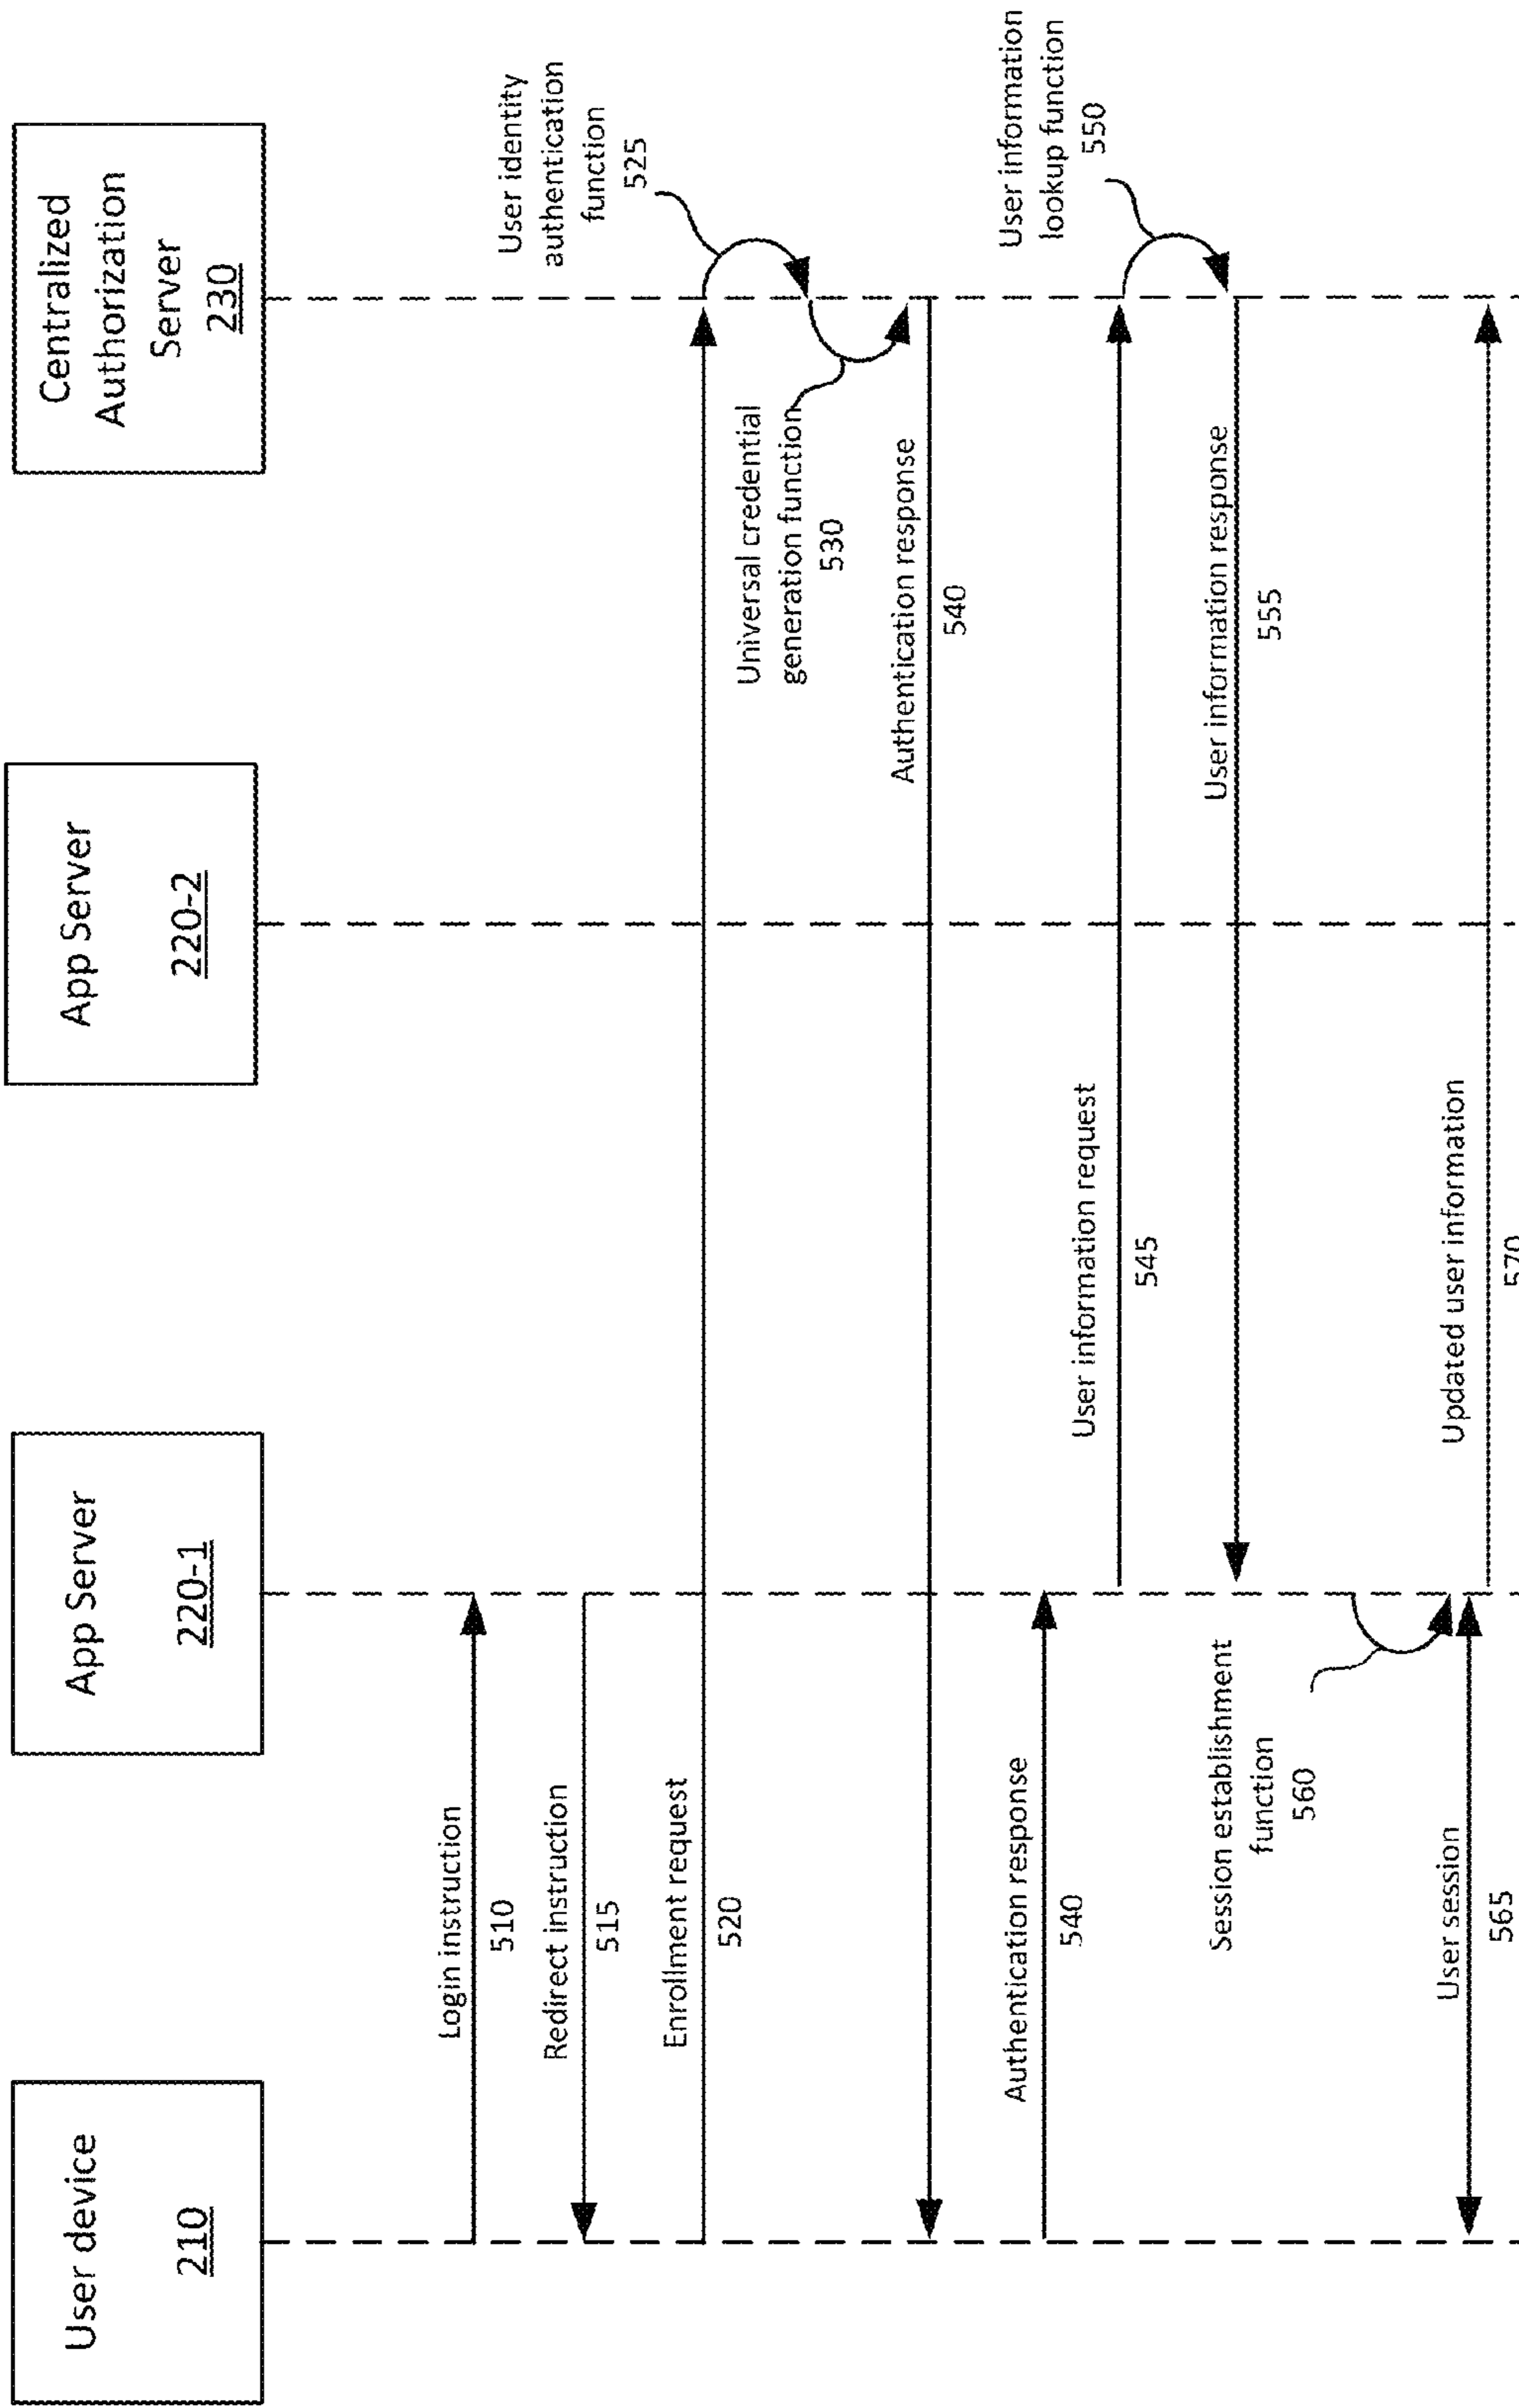 User device
210
App Server
220-1
App Server
220-2
Centralized
Authorization
Server
230
Login instruction
510
Redirect instruction
515
Enrollment request
520
User identity
authentication
function
525
Universal credential
generation function
530
Authentication response
540
Authentication response
540
User information request
545
User information
lookup function
550
User information response
555
Session establishment
function
560
User session
565
Updated user information
570